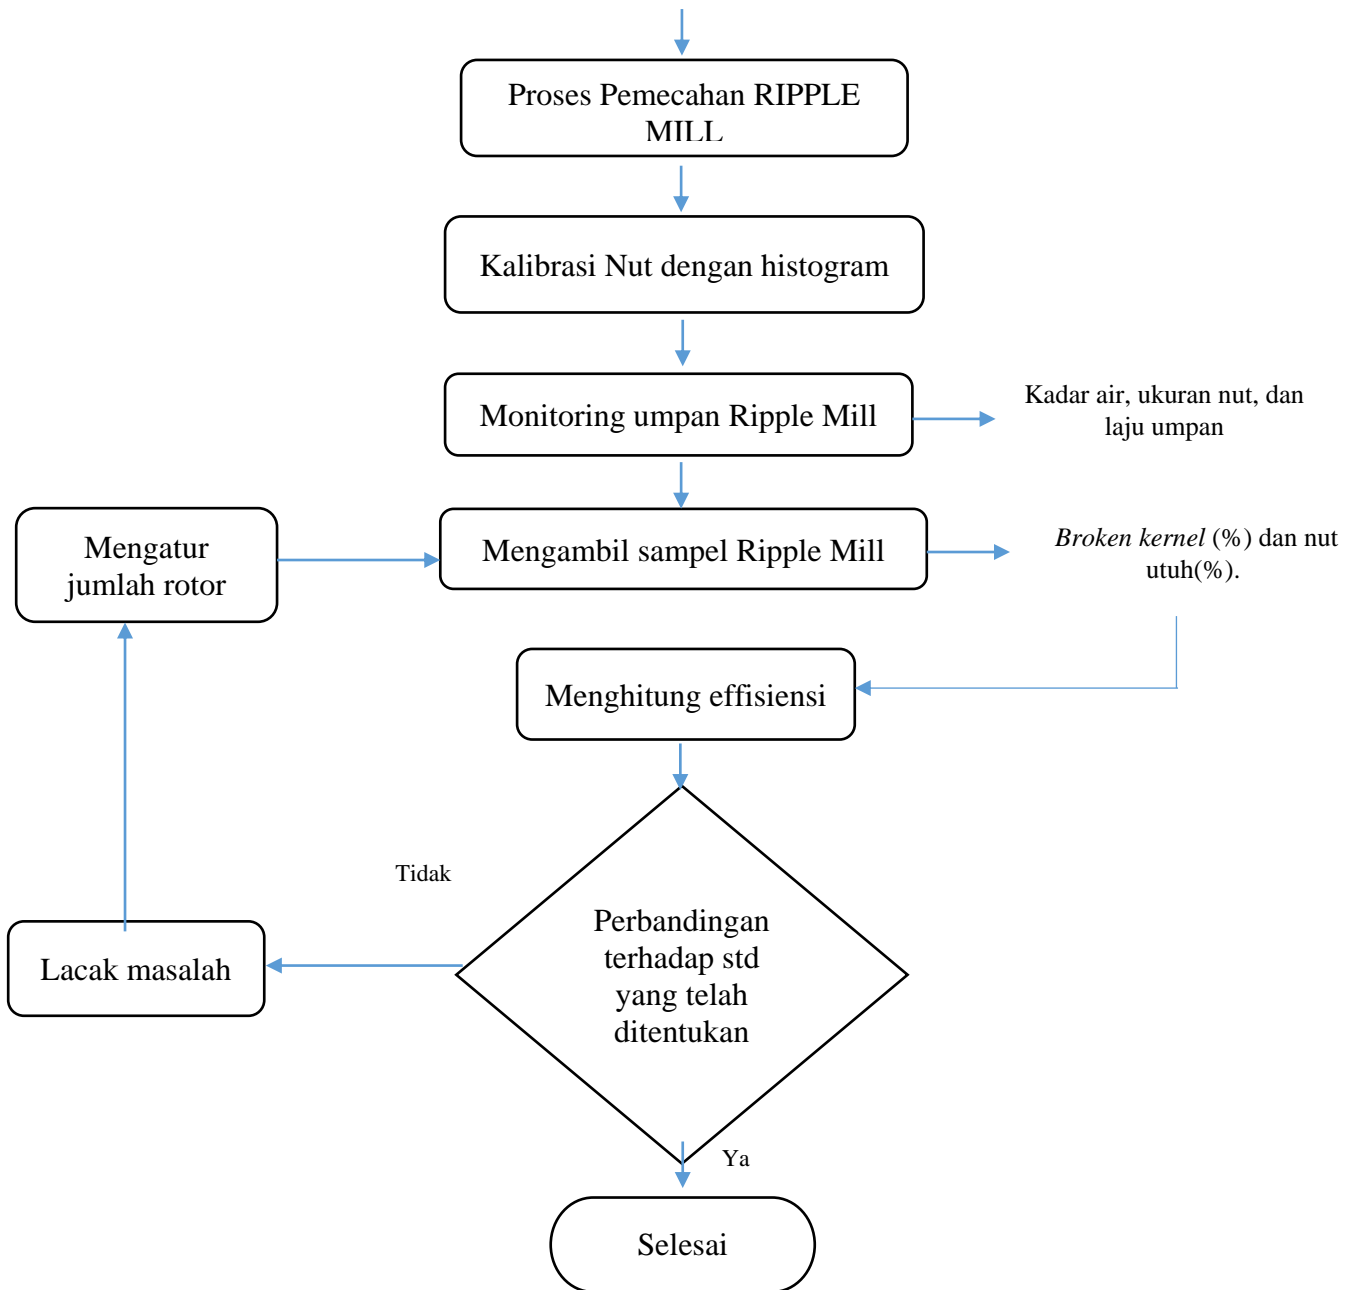 Proses Pemecahan RIPPLE
MILL
Kalibrasi Nut dengan histogram
Monitoring umpan Ripple Mill
Kadar air, ukuran nut, dan
laju umpan
Mengatur
jumlah rotor
Mengambil sampel Ripple Mill
Broken kernel (%) dan nut
utuh(%).
Menghitung effisiensi
Tidak
Perbandingan
terhadap std
yang telah
ditentukan
Lacak masalah
Ya
Selesai